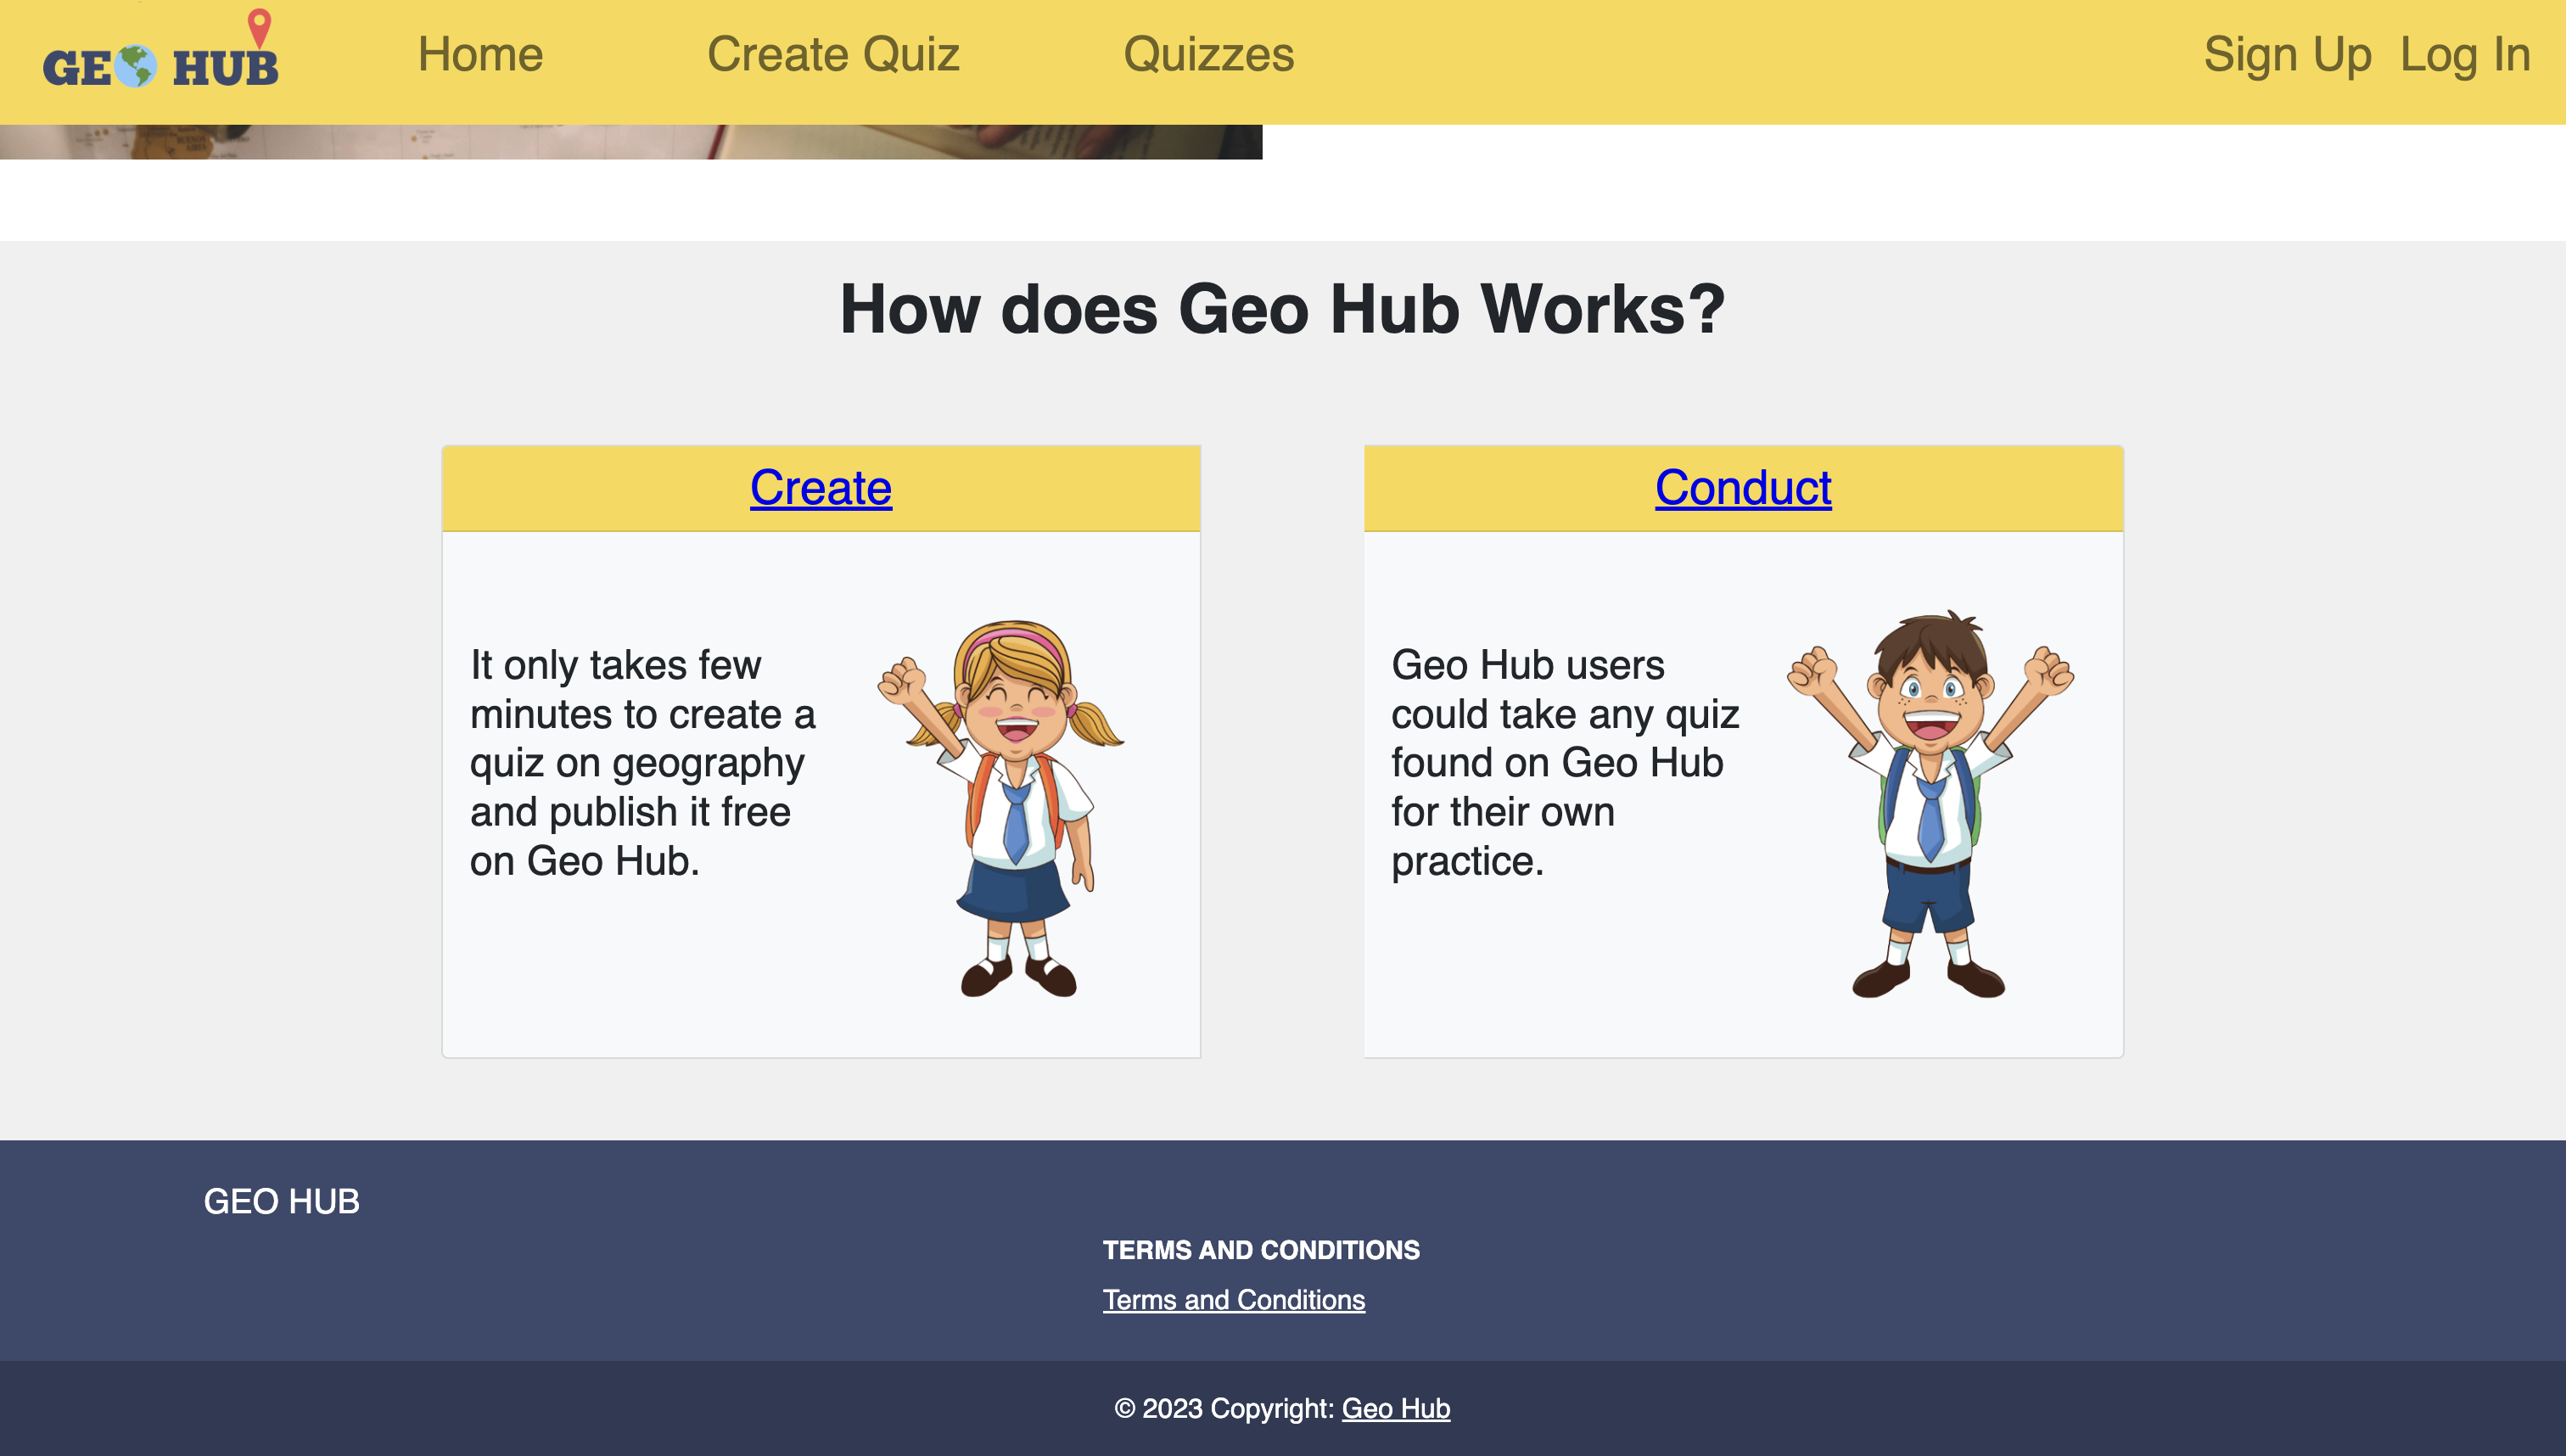 GEO HUB
Home
Create Quiz
Quizzes
Sign Up
Log In
How does Geo Hub Works?
Create
It only takes few
minutes to create a
quiz on geography
and publish it free
on Geo Hub.
Conduct
Geo Hub users
could take any quiz
found on Geo Hub
for their own
practice.
GEO HUB
TERMS AND CONDITIONS
Terms and Conditions
© 2023 Copyright: Geo Hub